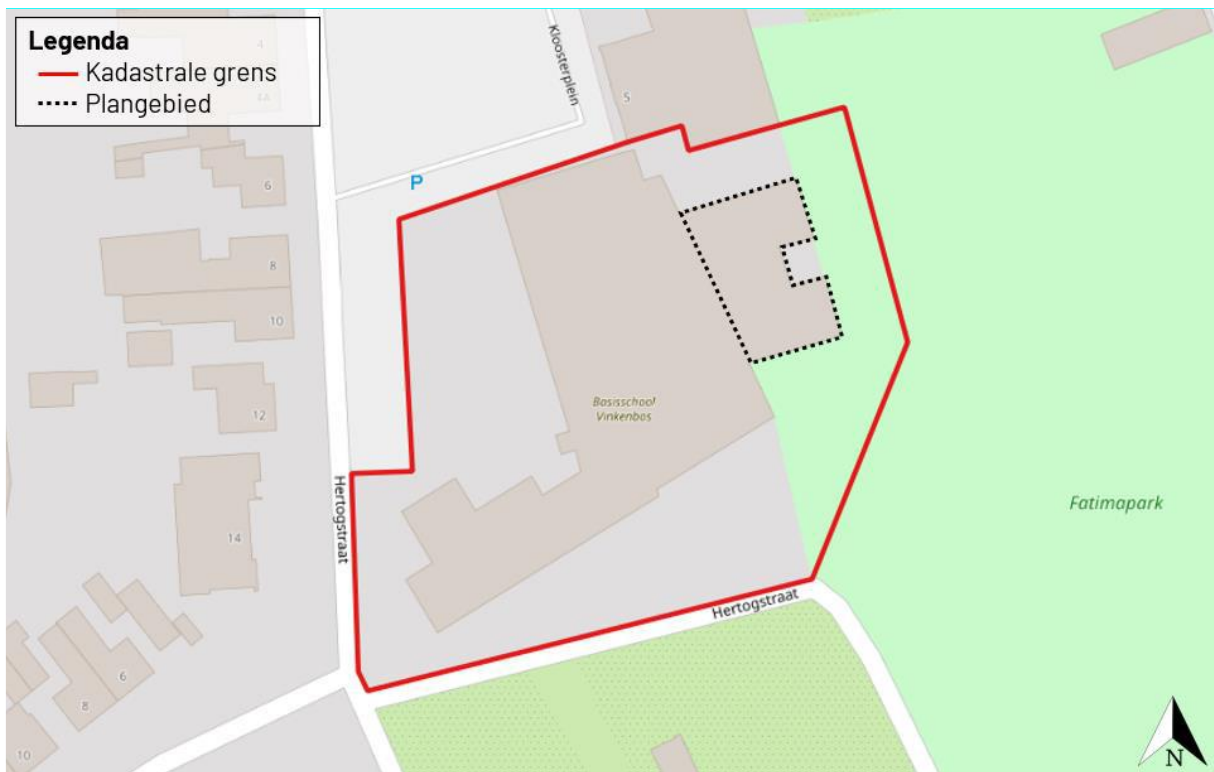 Legenda
Kadastrale grens
Plangebied
4
4A
Kloosterplein
5
P
6
8
10
12
Basisschool
Vinkenbos
Hertogstraat
14
Fatimapark
Hertogstraat
6
8
10
N